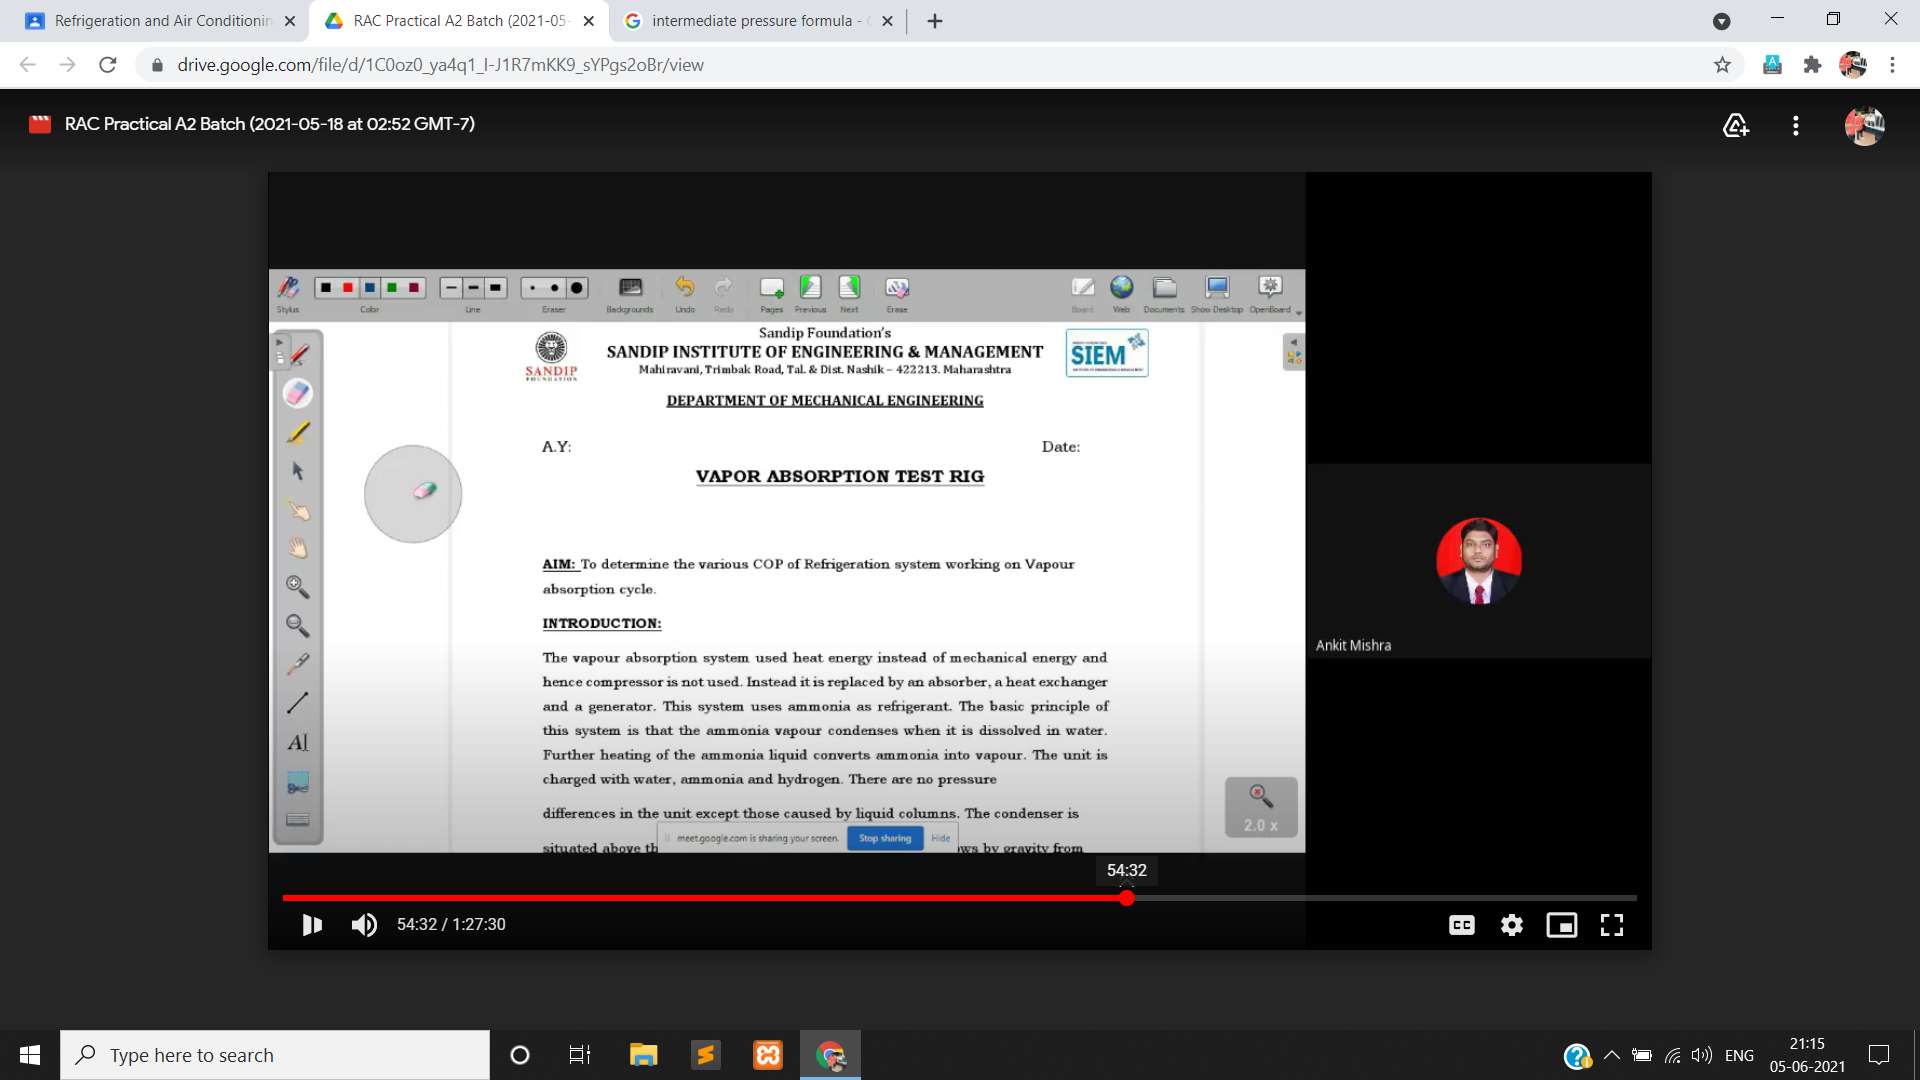 Refrigeration and Air Conditionin
RAC Practical A2 Batch (2021-05-
intermediate pressure formula -
drive.google.com/file/d/1C0oz0_ya4q1_l-J1R7mKK9_sYPgs2oBr/view
RAC Practical A2 Batch (2021-05-18 at 02:52 GMT-7)
Stylus Color Line Eraser Backgrounds Undo Redo Pages Previous Next Erase Board Web Documents Show Desktop OpenBoard
Sandip Foundation's
SANDIP INSTITUTE OF ENGINEERING & MANAGEMENT
Mahiravani, Trimbak Road, Tal. & Dist. Nashik – 422213. Maharashtra
SANDIP
FOUNDATION
SIEM
DEPARTMENT OF MECHANICAL ENGINEERING
A.Y: Date:
VAPOR ABSORPTION TEST RIG
AIM: To determine the various COP of Refrigeration system working on Vapour
absorption cycle.
INTRODUCTION:
The vapour absorption system used heat energy instead of mechanical energy and
hence compressor is not used. Instead it is replaced by an absorber, a heat exchanger
and a generator. This system uses ammonia as refrigerant. The basic principle of
this system is that the ammonia vapour condenses when it is dissolved in water.
Further heating of the ammonia liquid converts ammonia into vapour. The unit is
charged with water, ammonia and hydrogen. There are no pressure
differences in the unit except those caused by liquid columns. The condenser is
situated above th
ws by gravity from
meet.google.com is sharing your screen. Stop sharing Hide
AI
2.0 x
Ankit Mishra
54:32
54:32 / 1:27:30
CC
Type here to search
ENG
21:15
05-06-2021